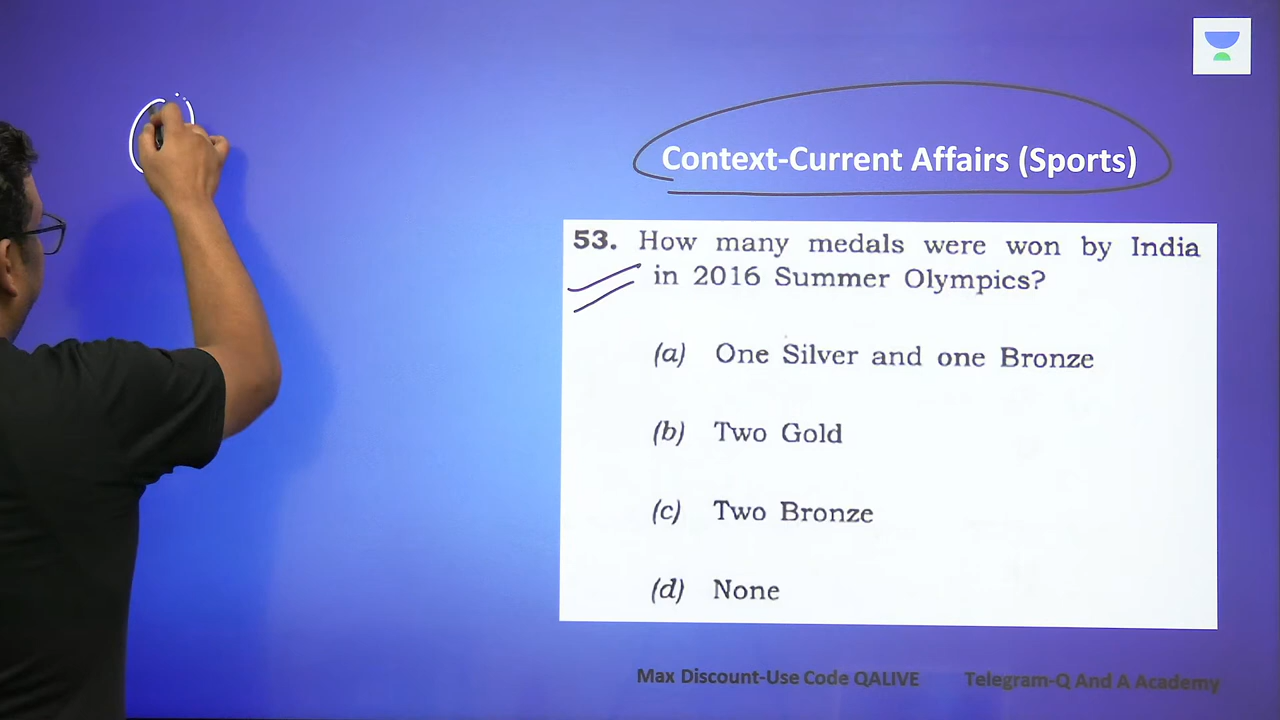 Context-Current Affairs (Sports)
53. How many medals were won by India
in 2016 Summer Olympics?
(a) One Silver and one Bronze
(b) Two Gold
(c) Two Bronze
(d) None
Max Discount-Use Code QALIVE Telegram-Q And A Academy